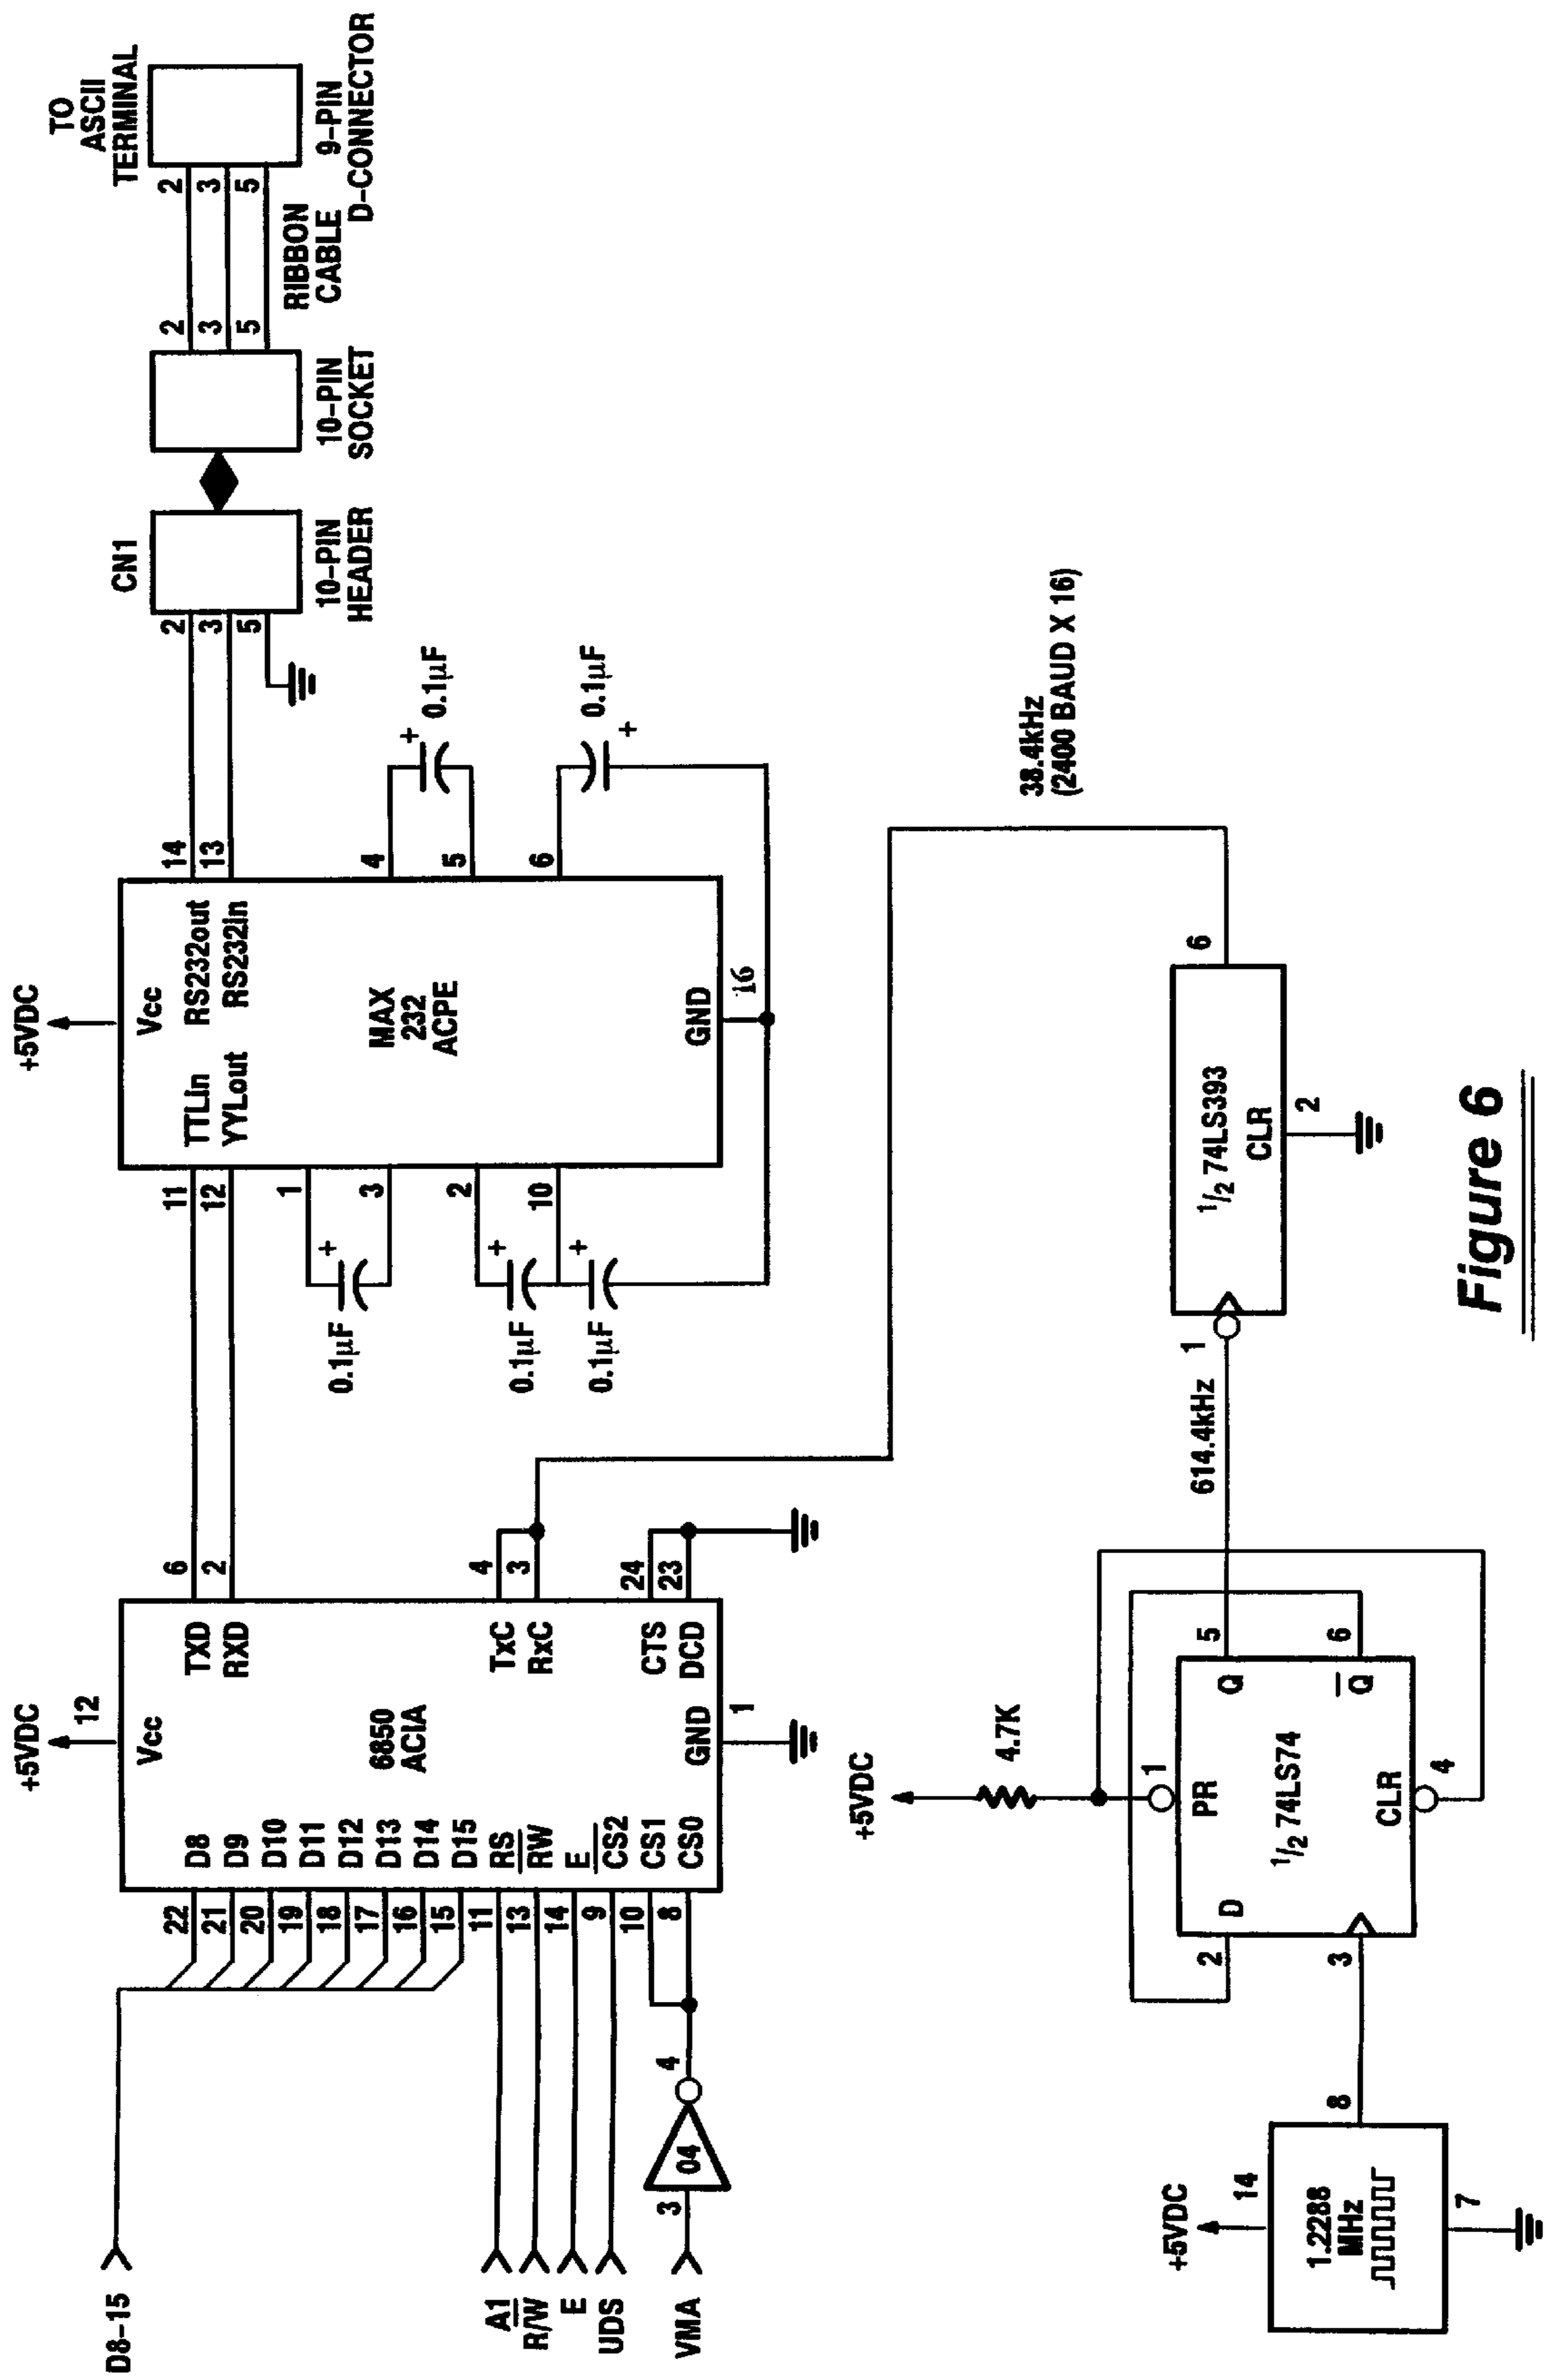 +5VDC
12
Vcc
6850
ACIA
D8-15
22 D8
21 D9
20 D10
19 D11
18 D12
17 D13
16 D14
15 D15
A1 11 RS
R/W 13 RW
E 14 E
UDS 9 CS2
10 CS1
VMA 3 04 4 8 CS0
TXD 6
RXD 2
TxC 4
RxC 3
CTS 24
DCD 23
GND
1
+5VDC
Vcc
11 TTLin RS232out 14
12 YYLout RS232in 13
MAX
232
ACPE
1
3
0.1µF +
2
10
0.1µF +
0.1µF +
4
5
+ 0.1µF
6
0.1µF
+
GND
16
CN1
2
3
5
10-PIN
HEADER
10-PIN
SOCKET
2
3
5
RIBBON
CABLE
2
3
5
TO
ASCII
TERMINAL
9-PIN
D-CONNECTOR
+5VDC
14
1.2288
MHz
8
7
+5VDC
4.7K
1
PR
2 D
3
1/2 74LS74
Q 5
Q 6
CLR
4
614.4kHz
1
1/2 74LS393
CLR
2
6
38.4kHz
(2400 BAUD X 16)
Figure 6